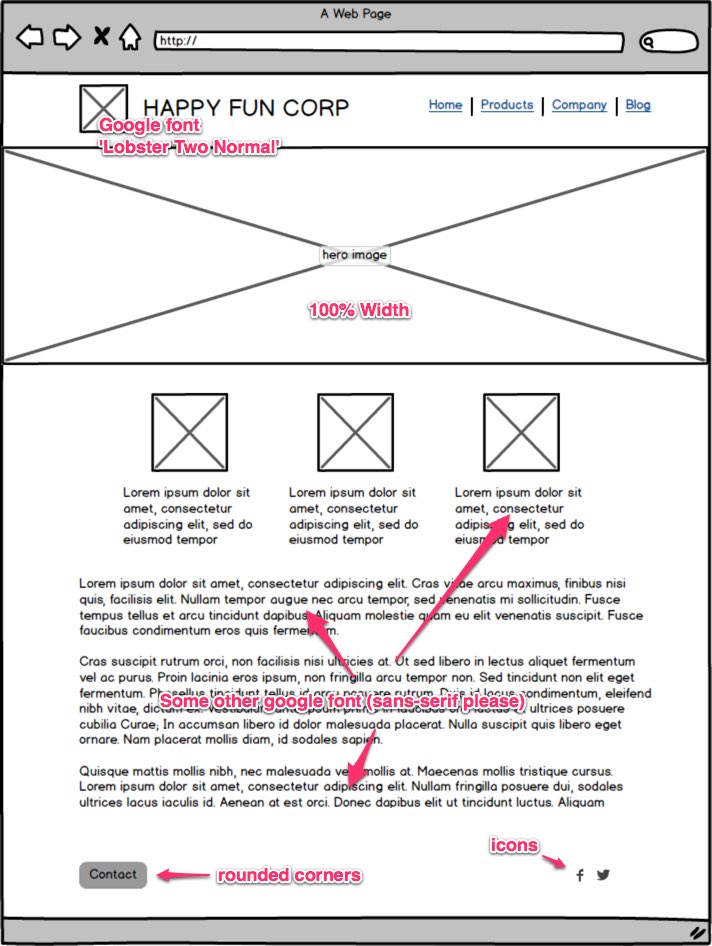 A Web Page
http://
HAPPY FUN CORP
Home | Products | Company | Blog
Google font
'Lobster Two Normal'
hero image
100% Width
Lorem ipsum dolor sit
amet, consectetur
adipiscing elit, sed do
eiusmod tempor
Lorem ipsum dolor sit
amet, consectetur
adipiscing elit, sed do
eiusmod tempor
Lorem ipsum dolor sit
amet, consectetur
adipiscing elit, sed do
eiusmod tempor
Lorem ipsum dolor sit amet, consectetur adipiscing elit. Cras vitae arcu maximus, finibus nisi
quis, facilisis elit. Nullam tempor augue nec arcu tempor, sed venenatis mi sollicitudin. Fusce
tempus tellus et arcu tincidunt dapibus. Aliquam molestie quam eu elit venenatis suscipit. Fusce
faucibus condimentum eros quis fermentum.
Cras suscipit rutrum orci, non facilisis nisi ultricies at. Ut sed libero in lectus aliquet fermentum
vel ac purus. Proin lacinia eros ipsum, non fringilla arcu tempor non. Sed tincidunt non elit eget
fermentum. Phasellus tincidunt tellus id arcu posuere rutrum. Duis id lacus condimentum, eleifend
Some other google font (sans-serif please)
nibh vitae, dictum ex. Vestibulum ante ipsum primis in faucibus orci luctus et ultrices posuere
cubilia Curae; In accumsan libero id dolor malesuada placerat. Nulla suscipit quis libero eget
ornare. Nam placerat mollis diam, id sodales sapien.
Quisque mattis mollis nibh, nec malesuada vel mollis at. Maecenas mollis tristique cursus.
Lorem ipsum dolor sit amet, consectetur adipiscing elit. Nullam fringilla posuere dui, sodales
ultrices lacus iaculis id. Aenean at est orci. Donec dapibus elit ut tincidunt luctus. Aliquam
icons
Contact
rounded corners